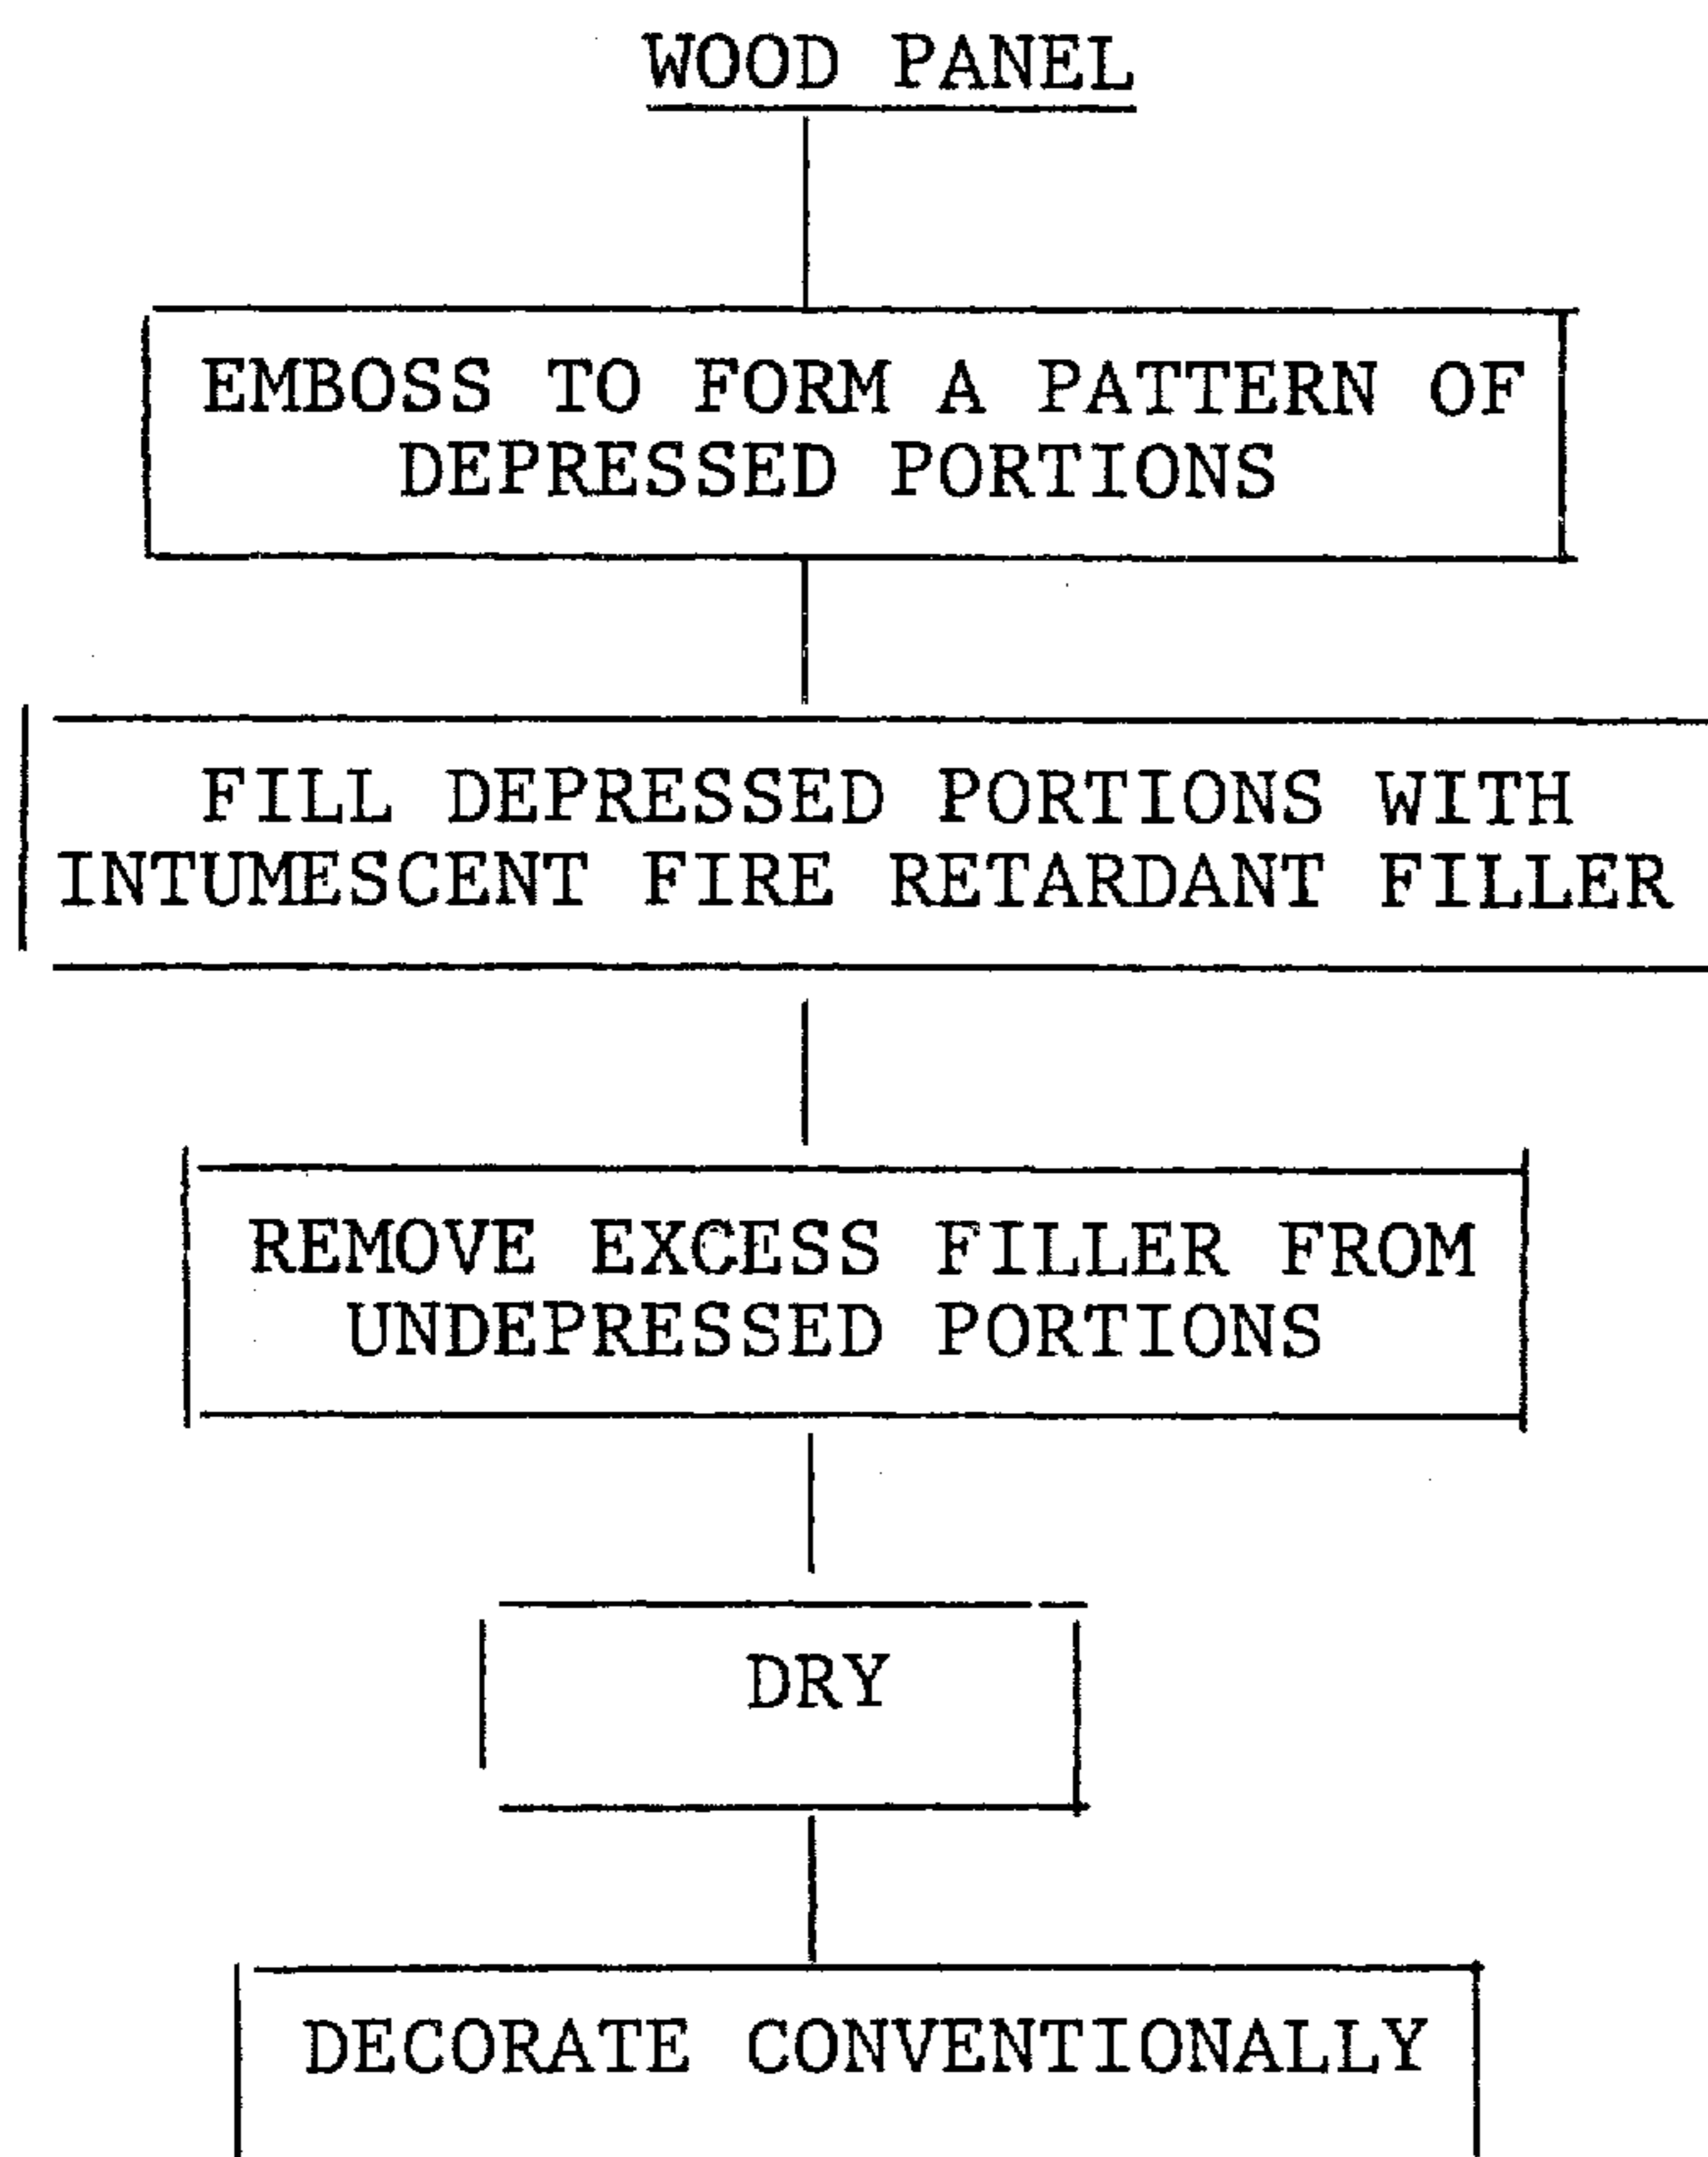 WOOD PANEL
EMBOSS TO FORM A PATTERN OF
DEPRESSED PORTIONS
FILL DEPRESSED PORTIONS WITH
INTUMESCENT FIRE RETARDANT FILLER
REMOVE EXCESS FILLER FROM
UNDEPRESSED PORTIONS
DRY
DECORATE CONVENTIONALLY